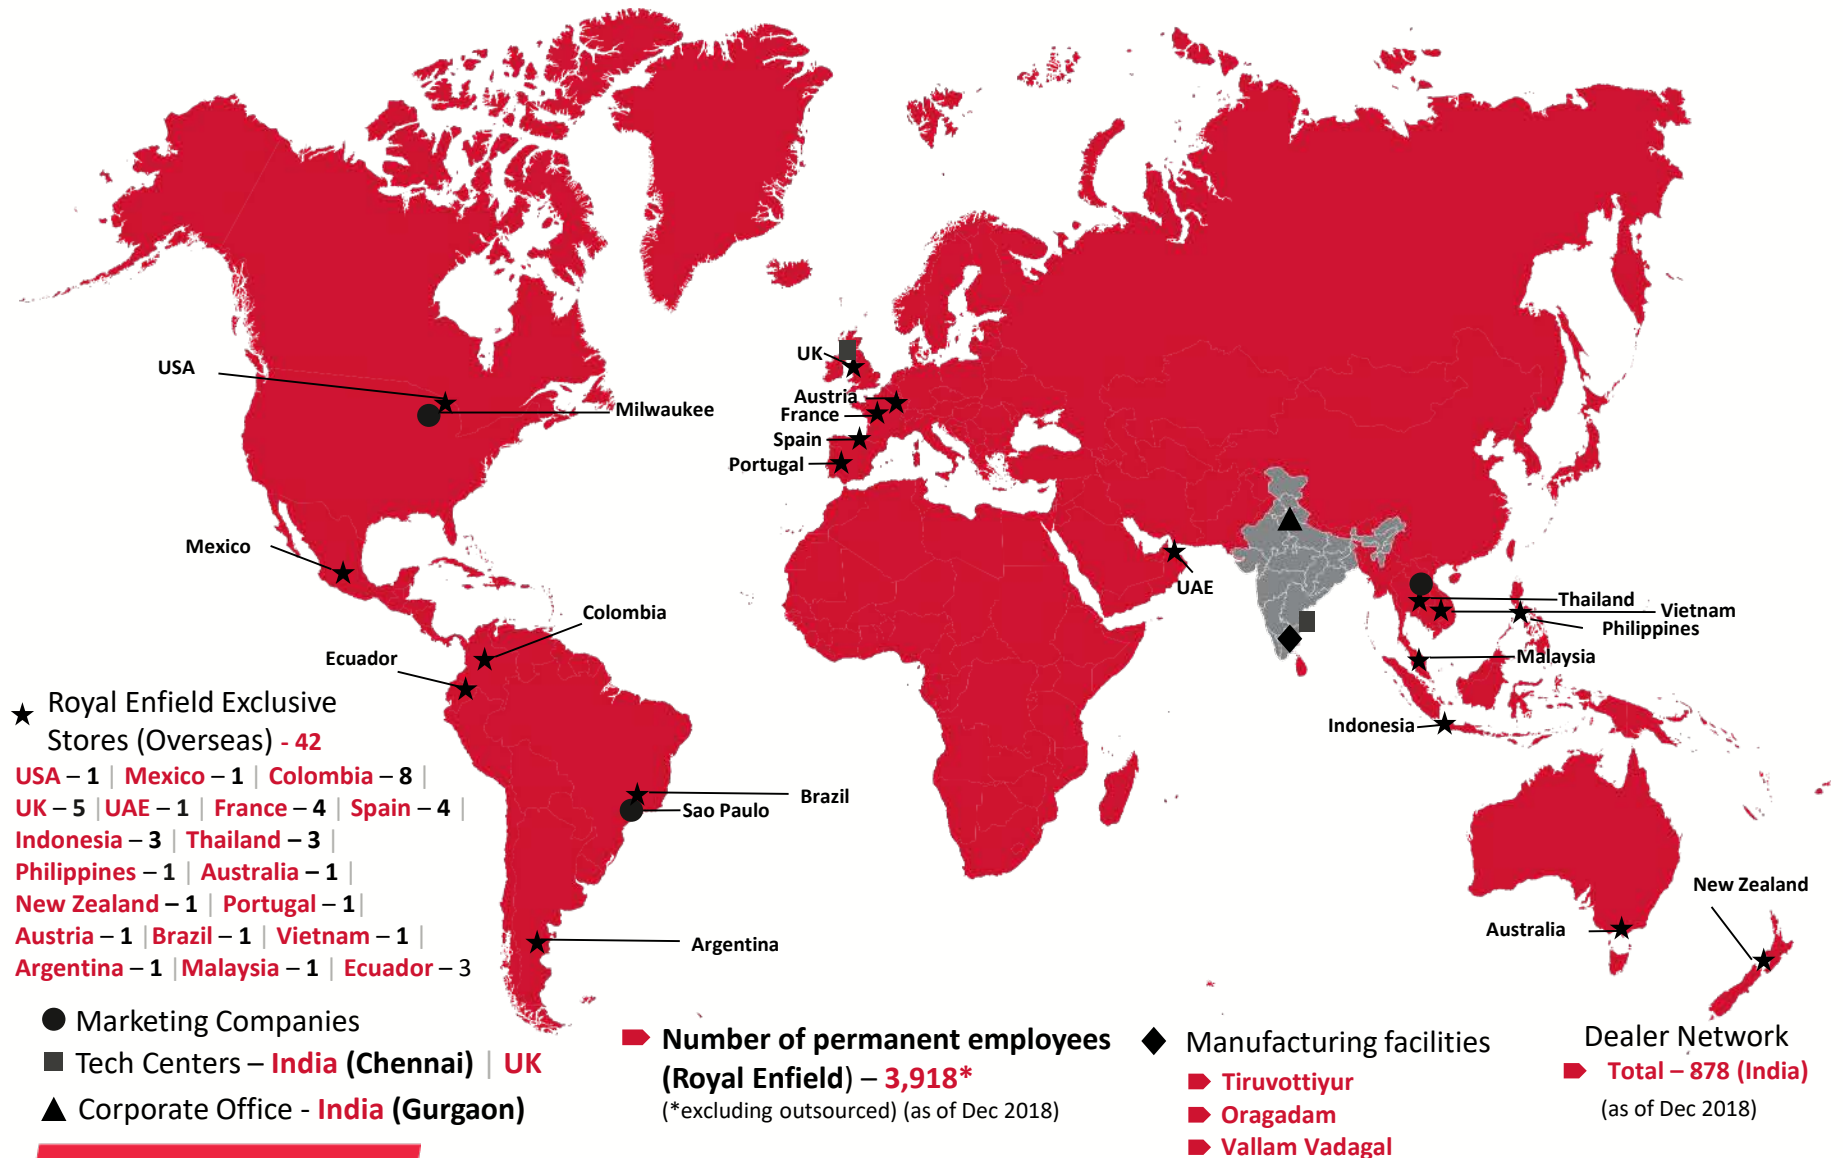 USA
Milwaukee
Mexico
Colombia
Ecuador
Brazil
Sao Paulo
Argentina
UK
Austria
France
Spain
Portugal
UAE
Thailand
Vietnam
Philippines
Malaysia
Indonesia
Australia
New Zealand
Royal Enfield Exclusive
Stores (Overseas) - 42
USA – 1 | Mexico – 1 | Colombia – 8 |
UK – 5 | UAE – 1 | France – 4 | Spain – 4 |
Indonesia – 3 | Thailand – 3 |
Philippines – 1 | Australia – 1 |
New Zealand – 1 | Portugal – 1 |
Austria – 1 | Brazil – 1 | Vietnam – 1 |
Argentina – 1 | Malaysia – 1 | Ecuador – 3
Marketing Companies
Tech Centers – India (Chennai) | UK
Corporate Office - India (Gurgaon)
Number of permanent employees
(Royal Enfield) – 3,918*
(*excluding outsourced) (as of Dec 2018)
Manufacturing facilities
Tiruvottiyur
Oragadam
Vallam Vadagal
Dealer Network
Total – 878 (India)
(as of Dec 2018)